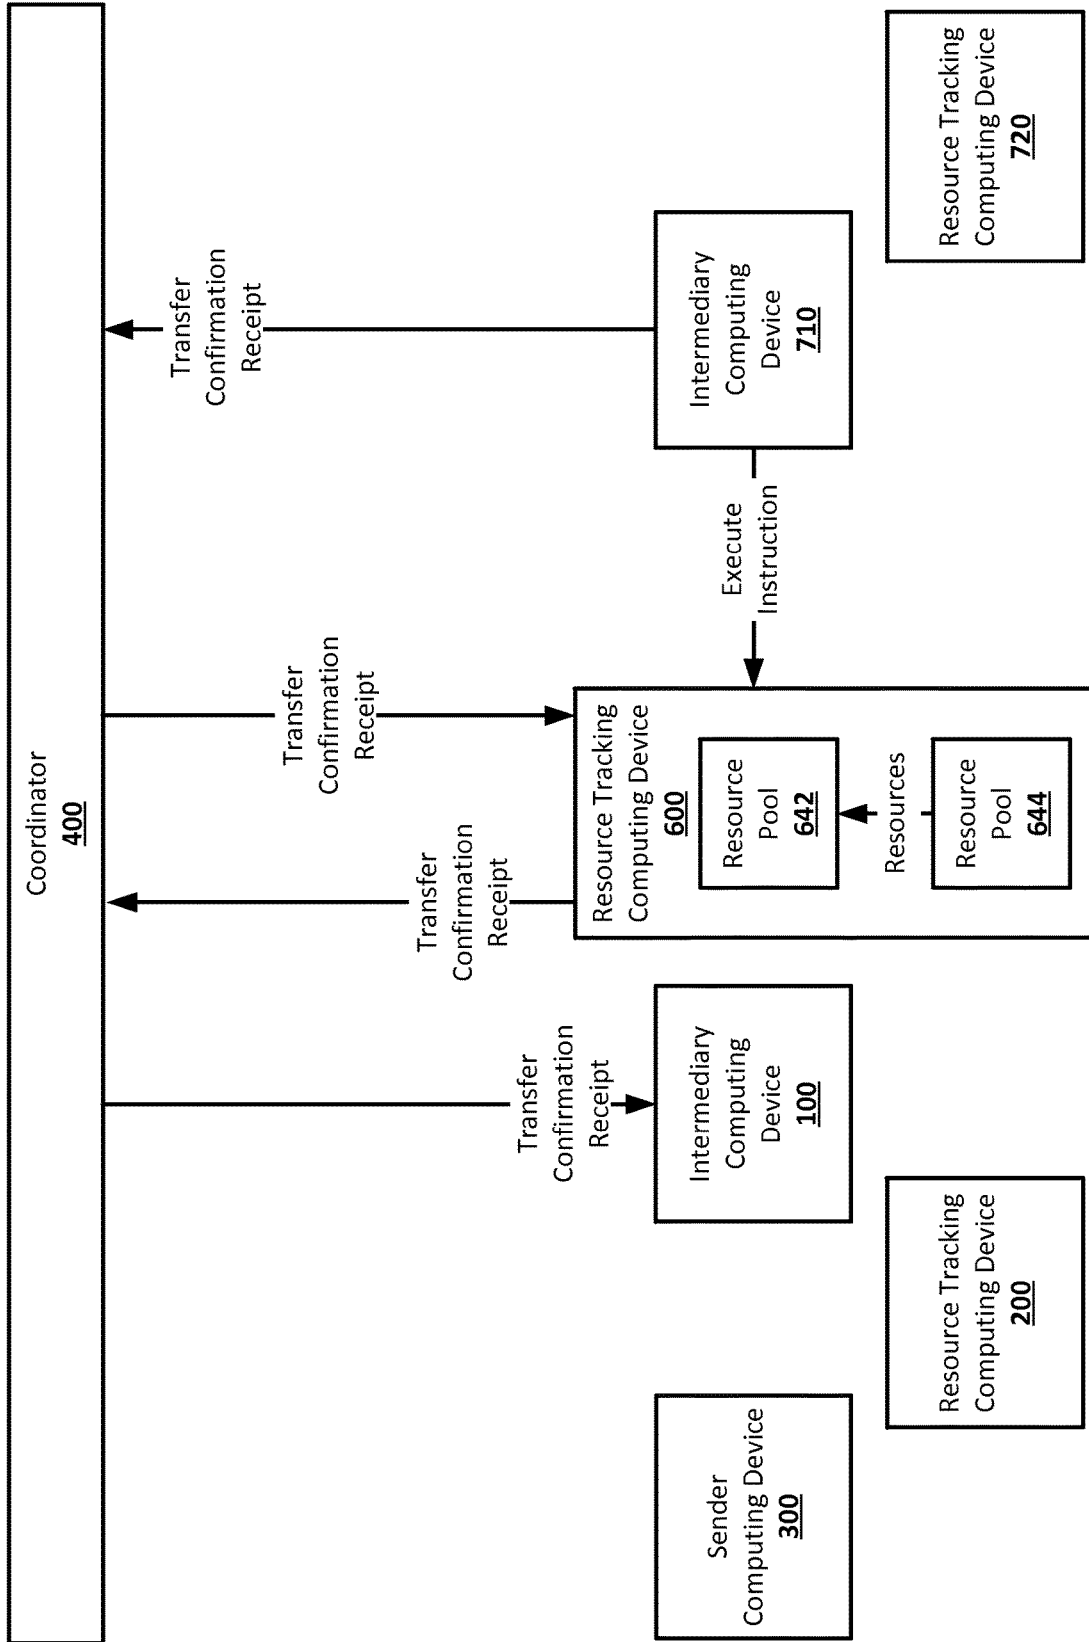 Coordinator
400
Transfer
Confirmation
Receipt
Transfer
Confirmation
Receipt
Transfer
Confirmation
Receipt
Transfer
Confirmation
Receipt
Sender
Computing Device
300
Resource Tracking
Computing Device
200
Intermediary
Computing
Device
100
Resource Tracking
Computing Device
600
Resource
Pool
642
Resources
Resource
Pool
644
Execute
Instruction
Intermediary
Computing
Device
710
Resource Tracking
Computing Device
720